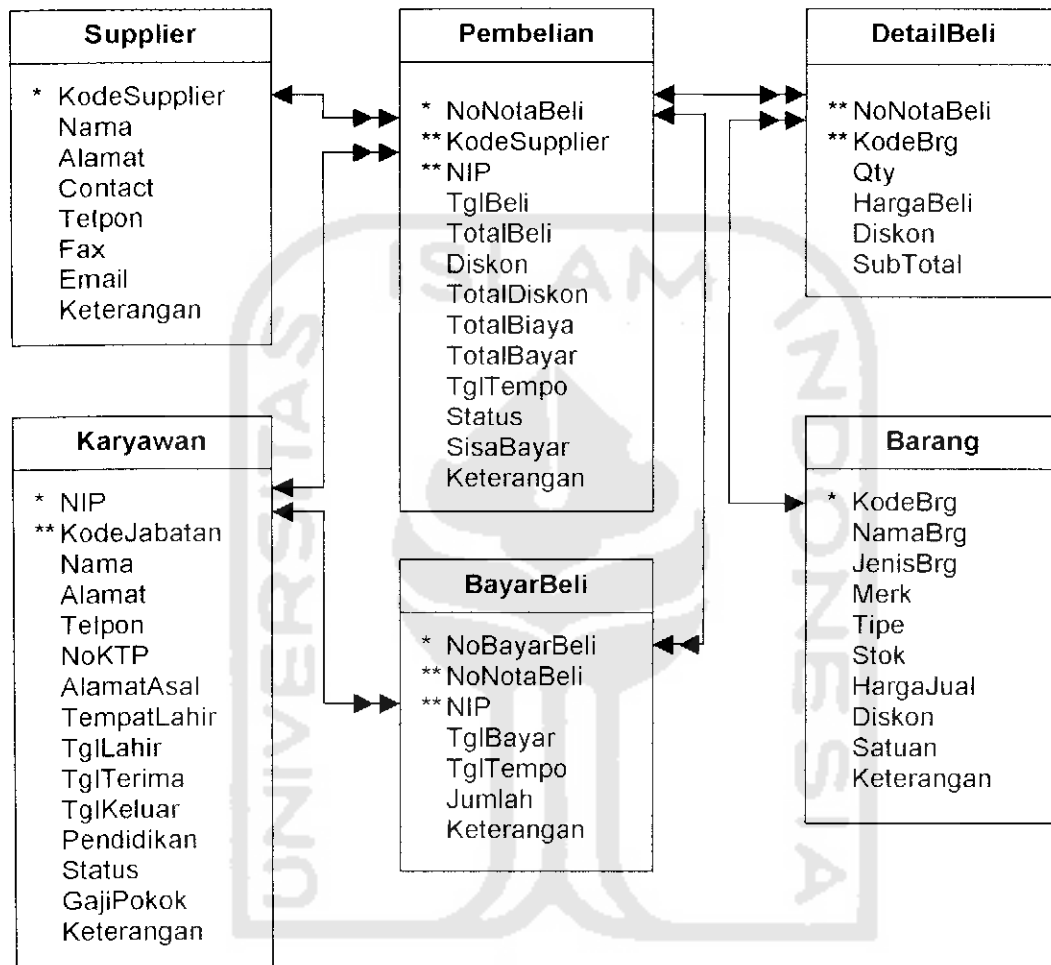 Supplier
* KodeSupplier
Nama
Alamat
Contact
Telpon
Fax
Email
Keterangan
Pembelian
* NoNotaBeli
** KodeSupplier
** NIP
TglBeli
TotalBeli
Diskon
TotalDiskon
TotalBiaya
TotalBayar
TglTempo
Status
SisaBayar
Keterangan
DetailBeli
** NoNotaBeli
** KodeBrg
Qty
HargaBeli
Diskon
SubTotal
Karyawan
* NIP
** KodeJabatan
Nama
Alamat
Telpon
NoKTP
AlamatAsal
TempatLahir
TglLahir
TglTerima
TglKeluar
Pendidikan
Status
GajiPokok
Keterangan
BayarBeli
* NoBayarBeli
** NoNotaBeli
** NIP
TglBayar
TglTempo
Jumlah
Keterangan
Barang
* KodeBrg
NamaBrg
JenisBrg
Merk
Tipe
Stok
HargaJual
Diskon
Satuan
Keterangan
UNIVERSITAS
ISLAM
INDONESIA